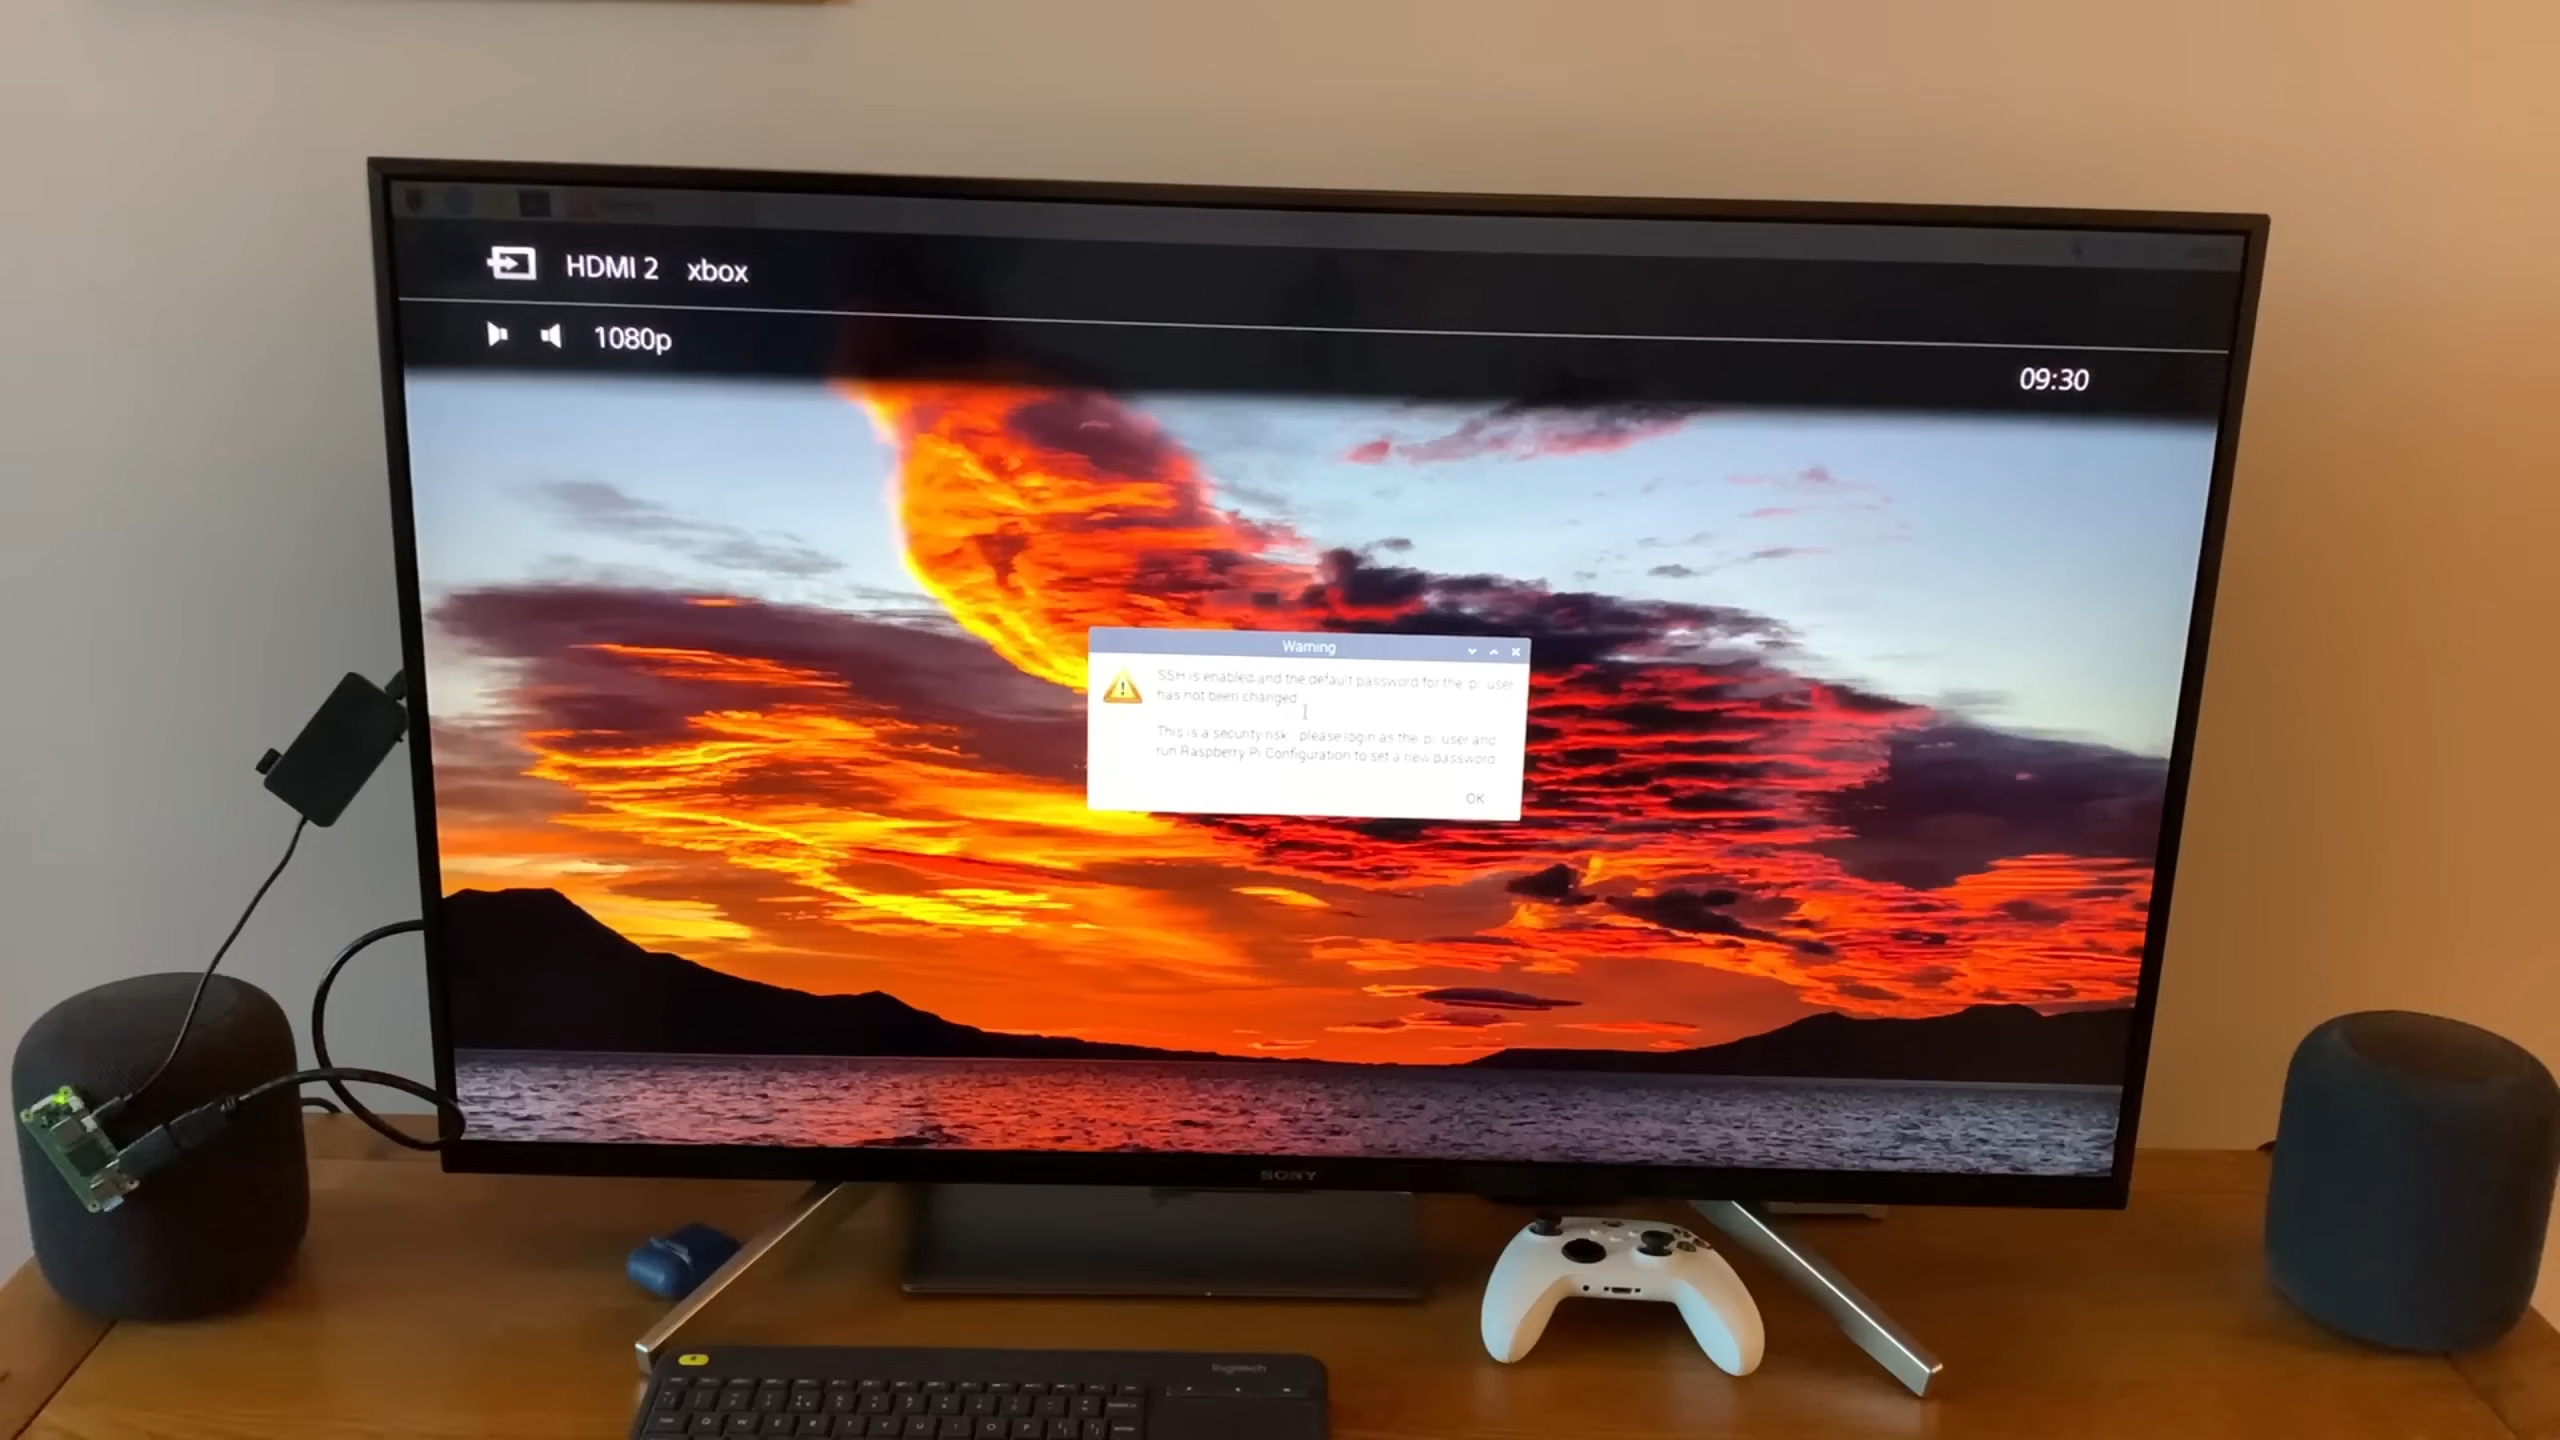 HDMI 2 xbox
1080p
09:30
Warning
SSH is enabled and the default password for the pi user
has not been changed
This is a security risk please login as the pi user and
run Raspberry Pi Configuration to set a new password
OK
SONY
logitech